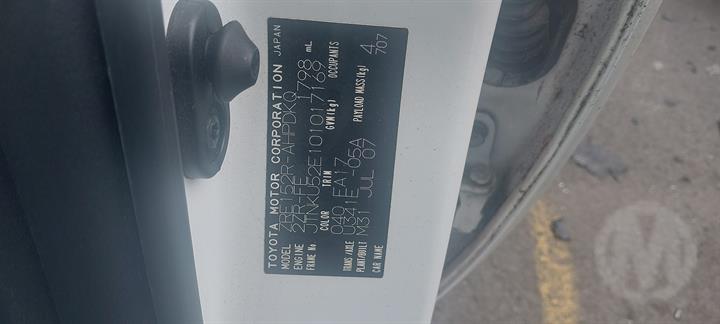 TOYOTA MOTOR CORPORATION JAPAN
MODEL ZRE152R-AHPDKQ
ENGINE 2ZR-FE 1798 mL
FRAME No. JTNKU52E101017169
COLOR TRIM GVM(kg) OCCUPANTS
040 EA17 4
TRANS./AXLE U341E -05A PAYLOAD MASS(kg) 707
PLANT/BUILT M31 JUL 07
CAR NAME
M